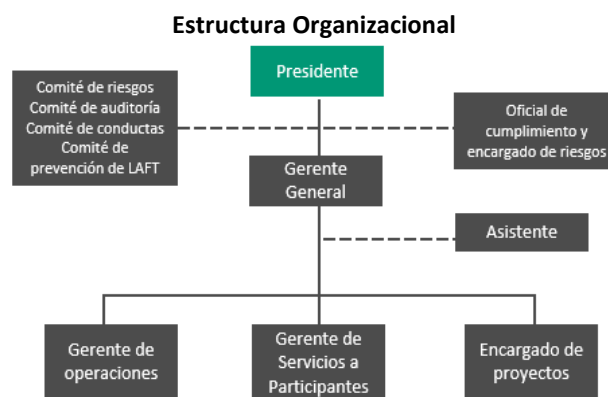 Estructura Organizacional
Presidente
Comité de riesgos
Comité de auditoría
Comité de conductas
Comité de
prevención de LAFT
Oficial de
cumplimiento y
encargado de riesgos
Gerente
General
Asistente
Gerente de
operaciones
Gerente de
Servicios a
Participantes
Encargado de
proyectos